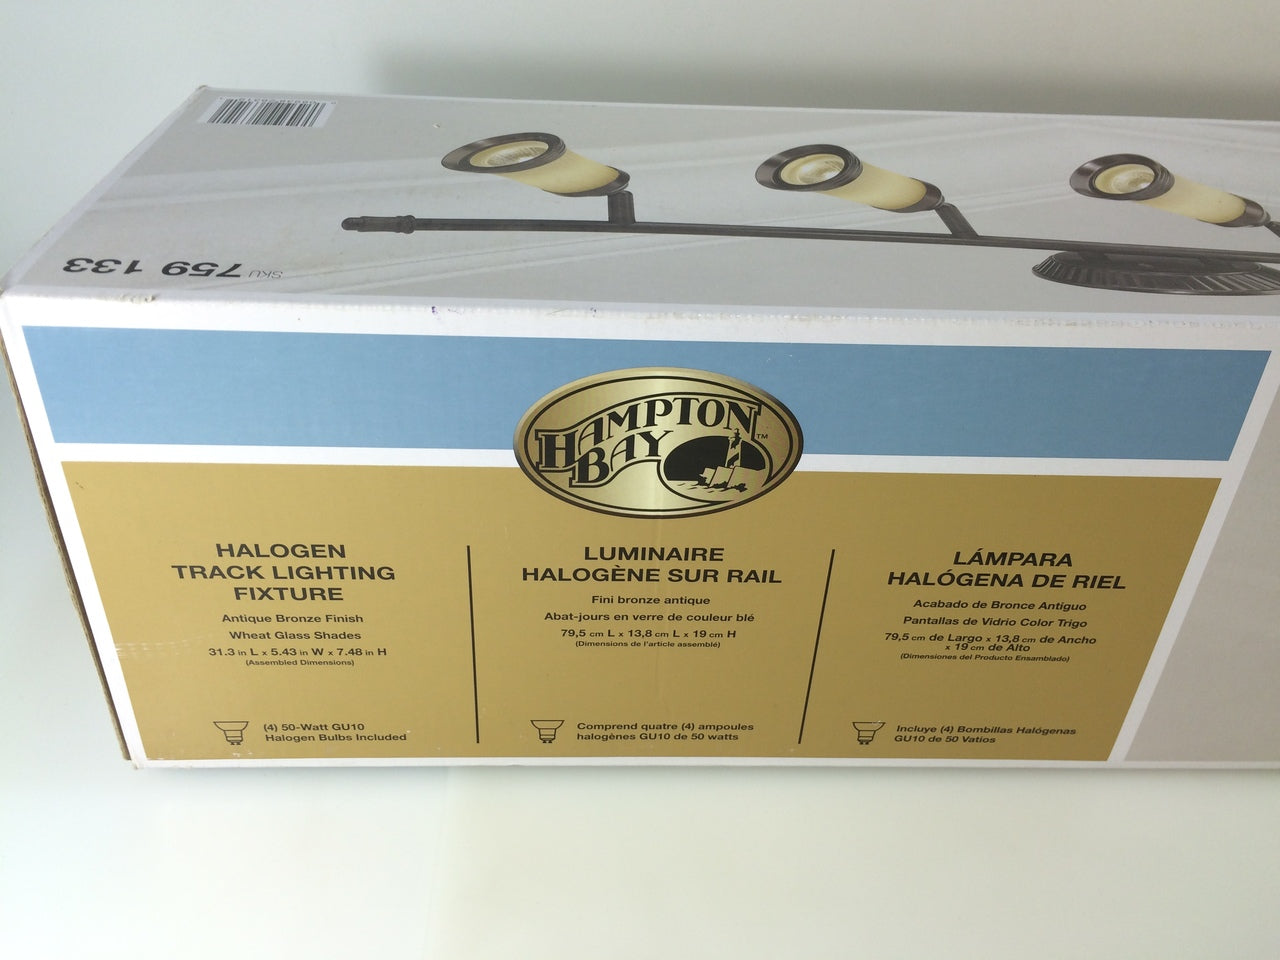 SKU 759 133
HAMPTON
BAY™
HALOGEN
TRACK LIGHTING
FIXTURE
Antique Bronze Finish
Wheat Glass Shades
31.3 in L x 5.43 in W x 7.48 in H
(Assembled Dimensions)
(4) 50-Watt GU10
Halogen Bulbs Included
LUMINAIRE
HALOGÈNE SUR RAIL
Fini bronze antique
Abat-jours en verre de couleur blé
79,5 cm L x 13,8 cm L x 19 cm H
(Dimensions de l'article assemblé)
Comprend quatre (4) ampoules
halogènes GU10 de 50 watts
LÁMPARA
HALÓGENA DE RIEL
Acabado de Bronce Antiguo
Pantallas de Vidrio Color Trigo
79,5 cm de Largo x 13,8 cm de Ancho
x 19 cm de Alto
(Dimensiones del Producto Ensamblado)
Incluye (4) Bombillas Halógenas
GU10 de 50 Vatios